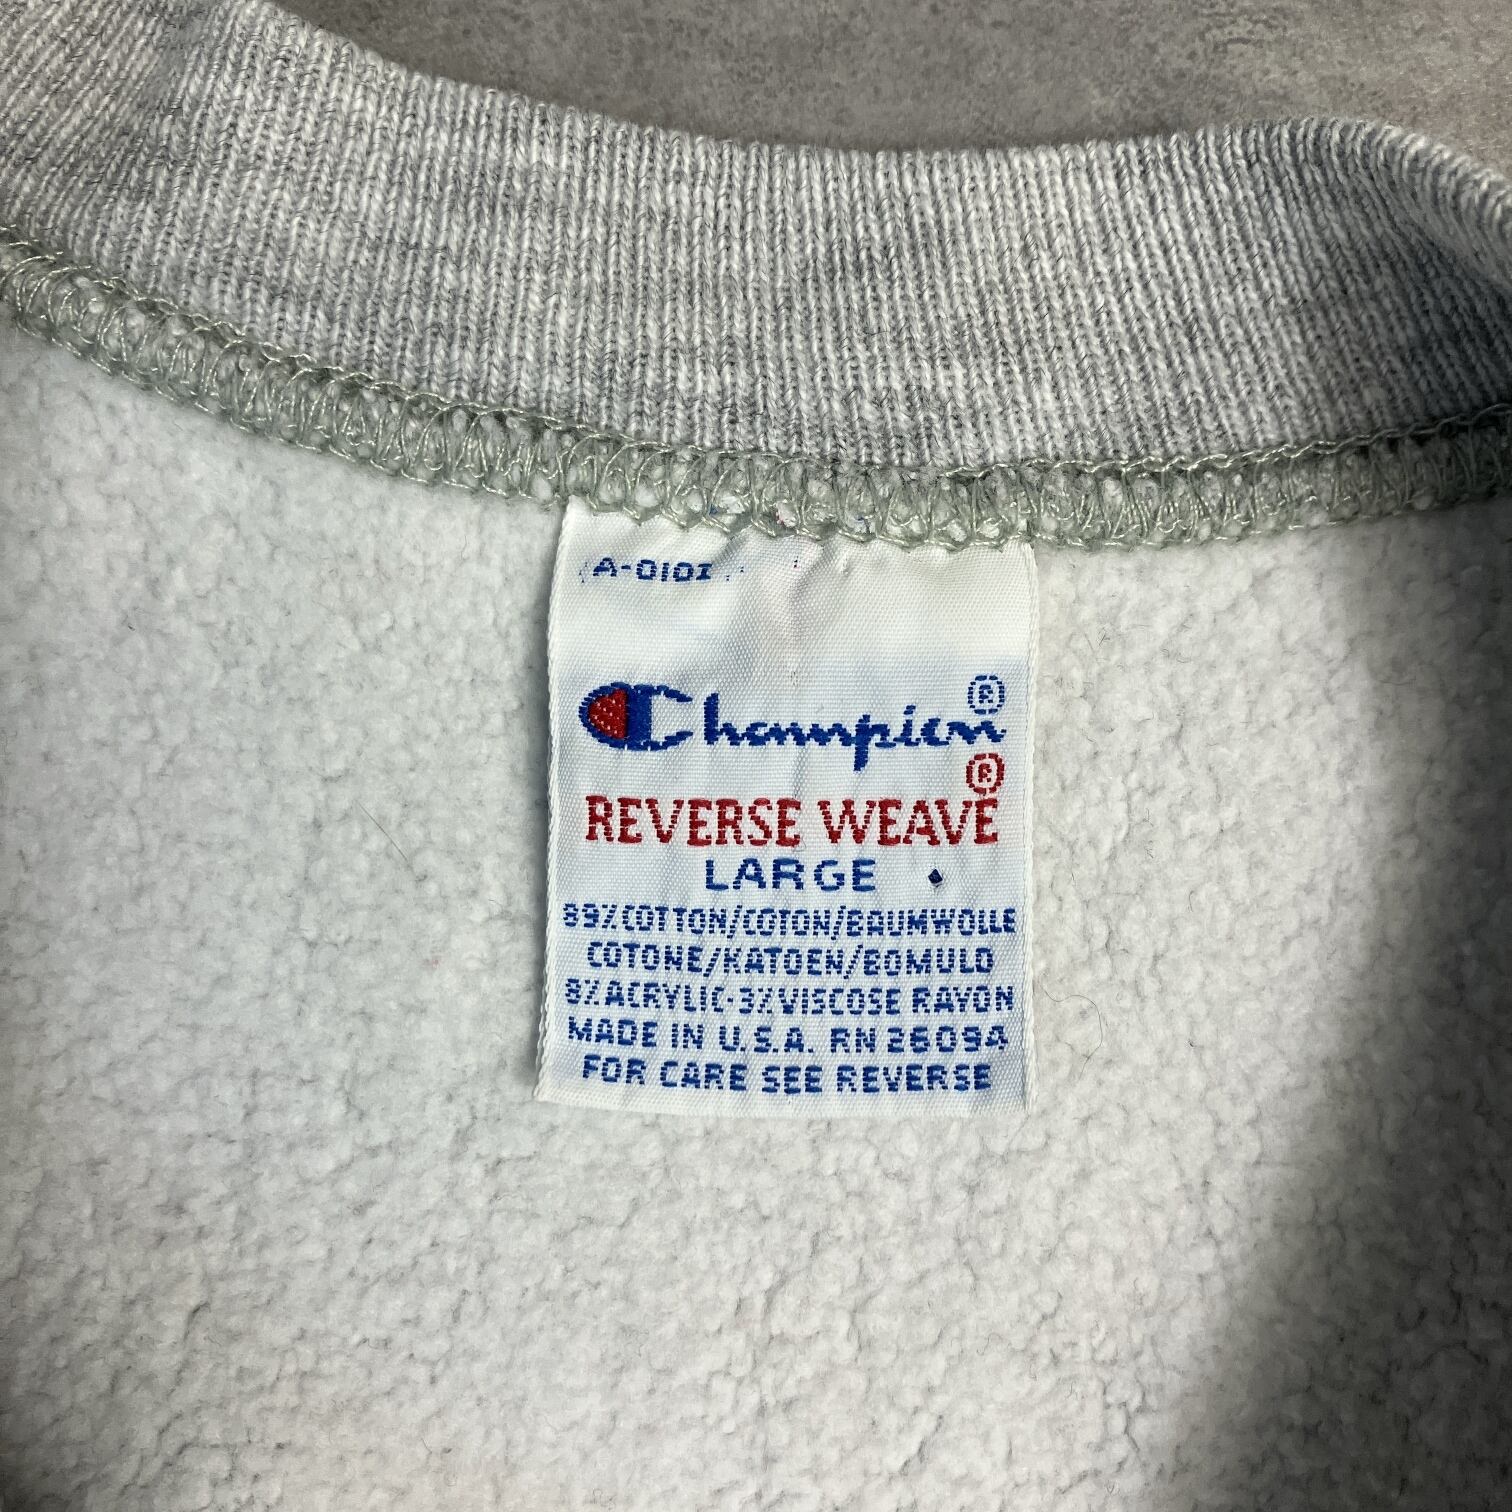 A-0101
Champion®
®
REVERSE WEAVE
LARGE
89% COTTON/COTON/BAUMWOLLE
COTONE/KATOEN/BOMULD
8% ACRYLIC-3% VISCOSE RAYON
MADE IN U.S.A. RN 26094
FOR CARE SEE REVERSE